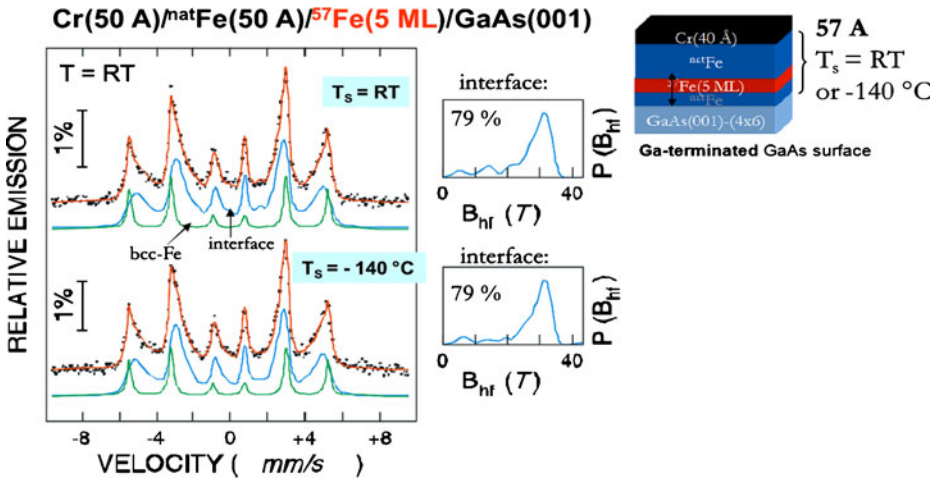 Cr(50 A)/natFe(50 A)/57Fe(5 ML)/GaAs(001)
T = RT
Ts = RT
1%
bcc-Fe
interface
Ts = - 140 °C
1%
RELATIVE EMISSION
-8 -4 0 +4 +8
VELOCITY ( mm/s )
interface:
79 %
P (Bhf)
0 40
Bhf (T)
interface:
79 %
P (Bhf)
0 40
Bhf (T)
Cr(40 Å)
natFe
Fe(5 ML)
natFe
GaAs(001)-(4x6)
57 A
Ts = RT
or -140 °C
Ga-terminated GaAs surface